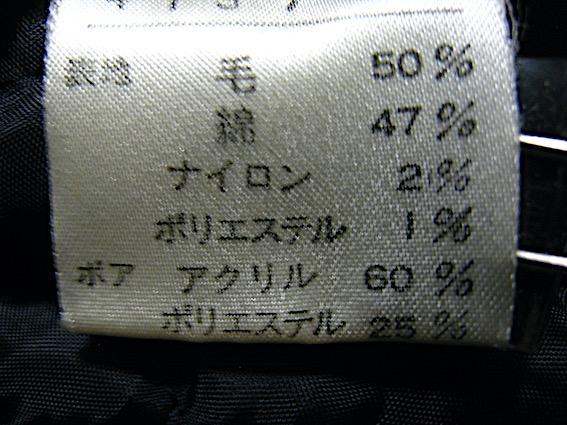 表地 毛 50%
綿 47%
ナイロン 2%
ポリエステル 1%
ボア アクリル 60%
ポリエステル 25%